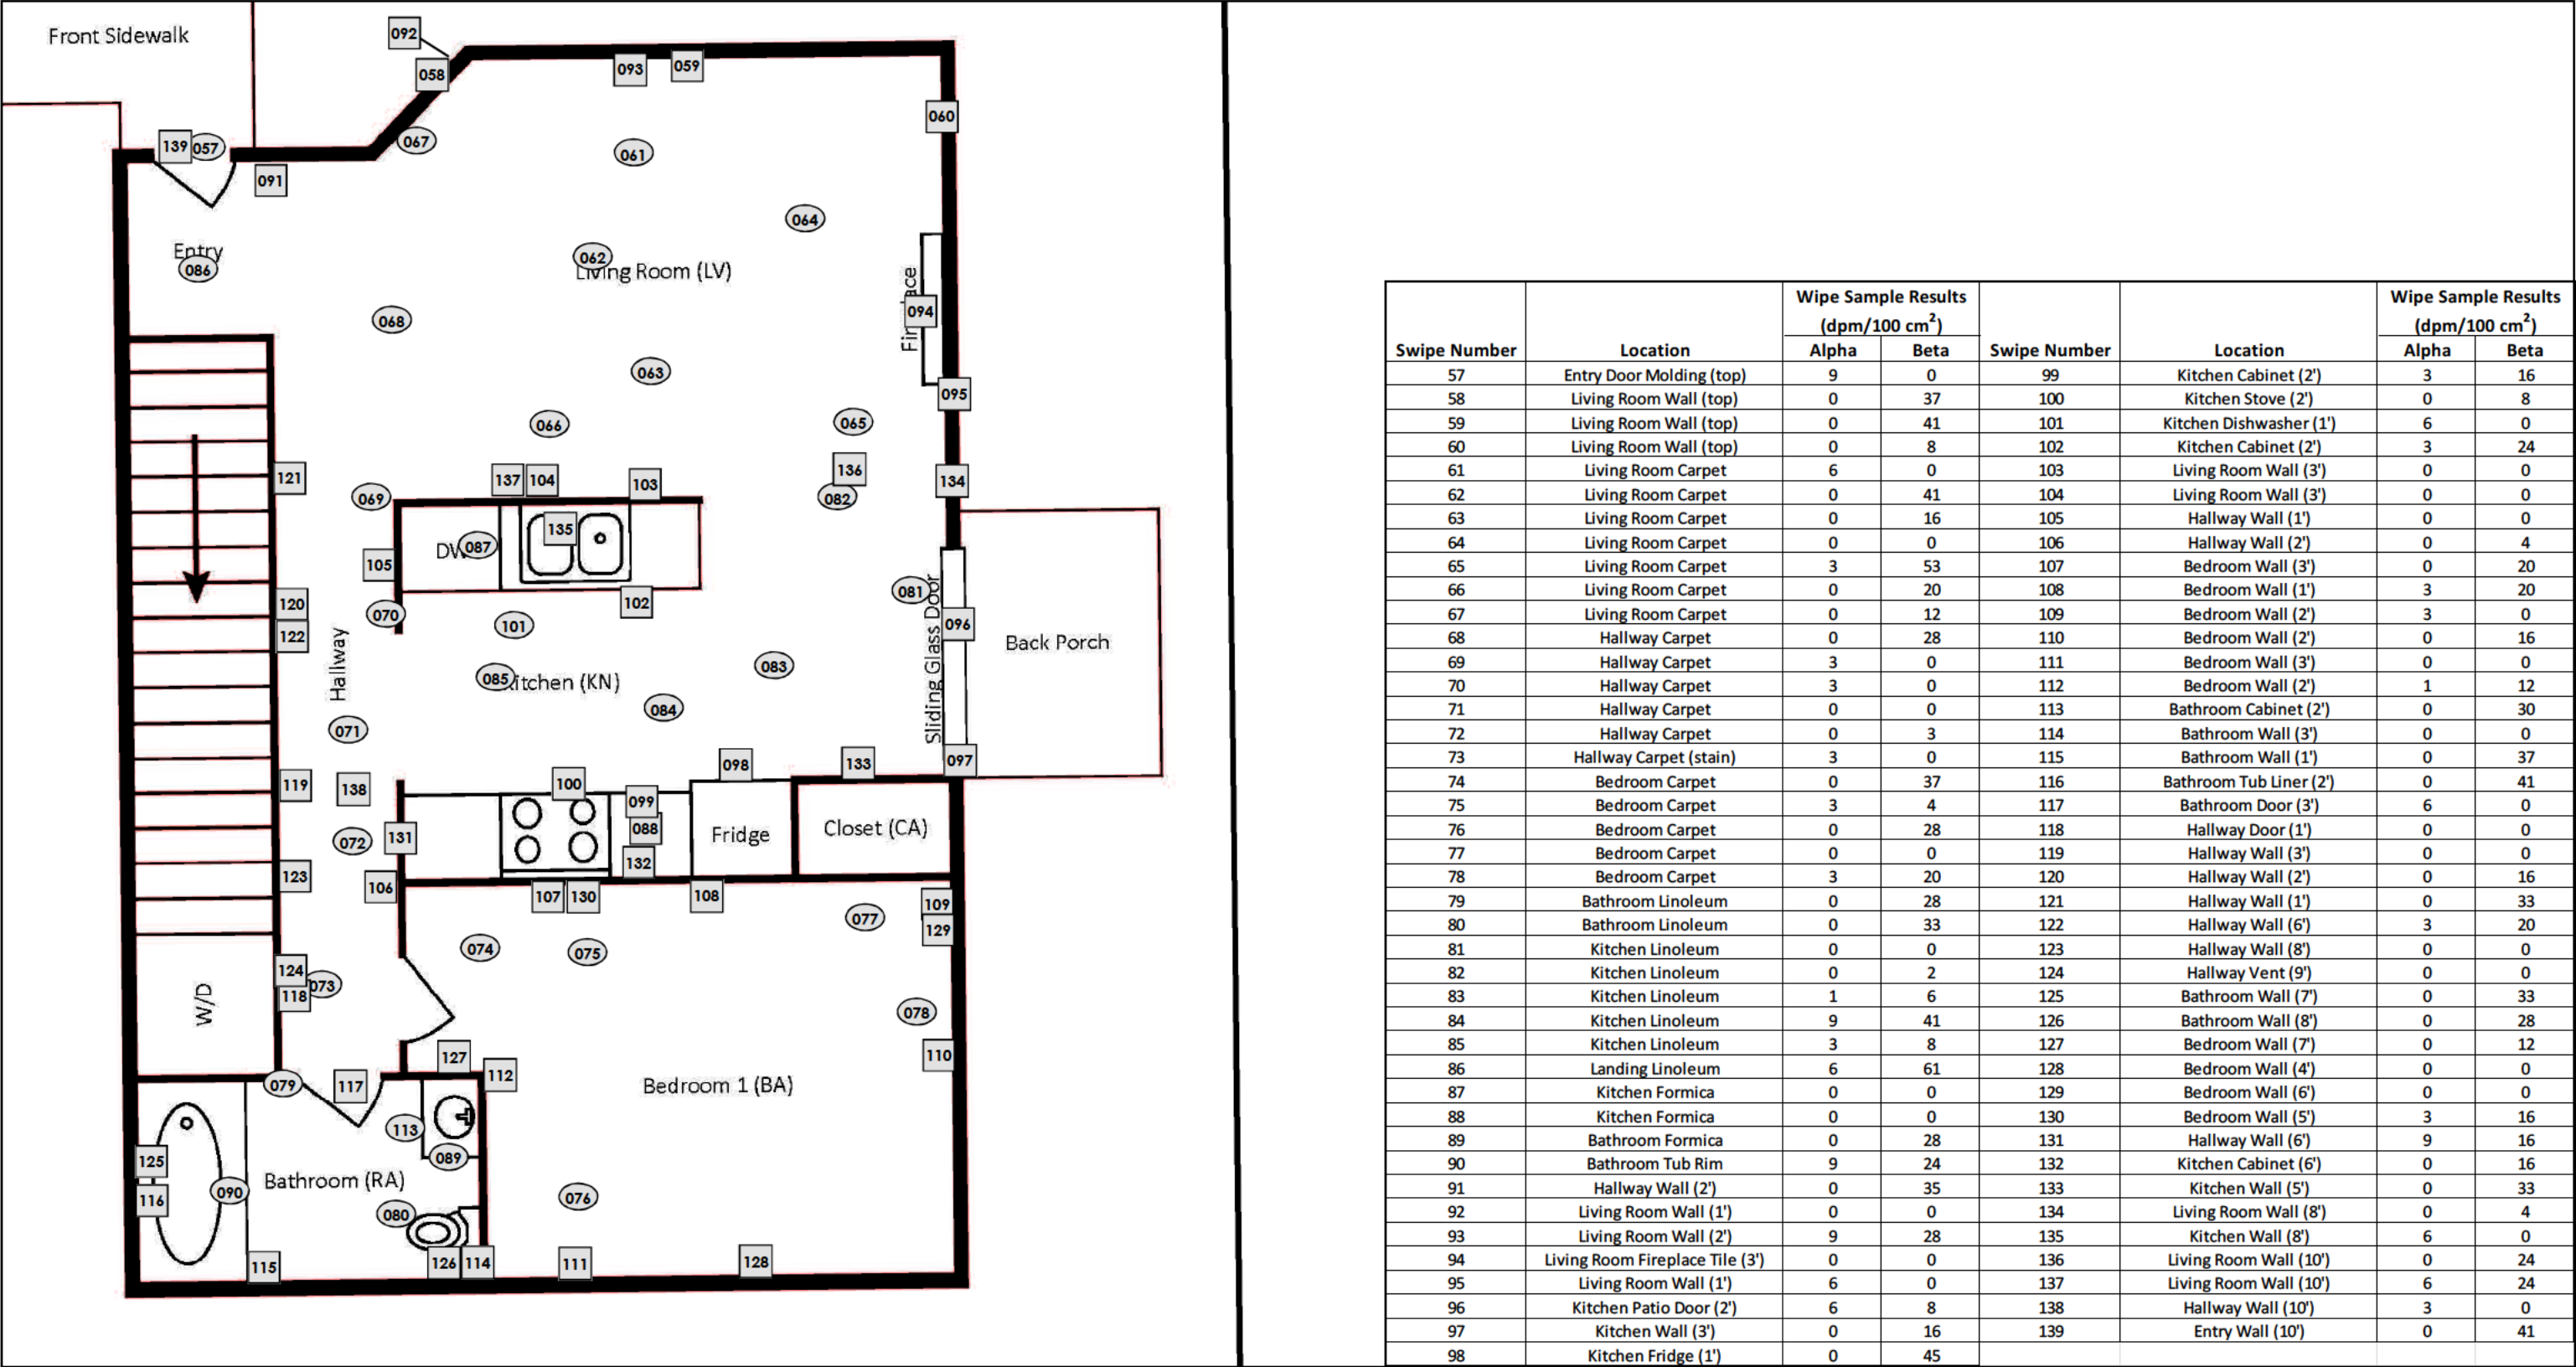 Front Sidewalk
092
058
093
059
060
139
057
067
061
091
064
Entry
086
062
Living Room (LV)
Fireplace
094
068
063
095
066
065
121
069
137
104
103
136
082
134
DW
087
135
105
081
Sliding Glass Door
120
070
102
122
101
096
Hallway
Back Porch
083
085
Kitchen (KN)
084
071
098
133
097
119
138
100
099
072
131
088
Fridge
Closet (CA)
132
123
106
107
130
108
109
077
129
074
075
124
073
118
W/D
078
127
110
112
079
117
Bedroom 1 (BA)
113
089
125
Bathroom (RA)
116
090
076
080
115
126
114
111
128
Wipe Sample Results Wipe Sample Results
(dpm/100 cm²) (dpm/100 cm²)
Swipe Number Location Alpha Beta Swipe Number Location Alpha Beta
57 Entry Door Molding (top) 9 0 99 Kitchen Cabinet (2') 3 16
58 Living Room Wall (top) 0 37 100 Kitchen Stove (2') 0 8
59 Living Room Wall (top) 0 41 101 Kitchen Dishwasher (1') 6 0
60 Living Room Wall (top) 0 8 102 Kitchen Cabinet (2') 3 24
61 Living Room Carpet 6 0 103 Living Room Wall (3') 0 0
62 Living Room Carpet 0 41 104 Living Room Wall (3') 0 0
63 Living Room Carpet 0 16 105 Hallway Wall (1') 0 0
64 Living Room Carpet 0 0 106 Hallway Wall (2') 0 4
65 Living Room Carpet 3 53 107 Bedroom Wall (3') 0 20
66 Living Room Carpet 0 20 108 Bedroom Wall (1') 3 20
67 Living Room Carpet 0 12 109 Bedroom Wall (2') 3 0
68 Hallway Carpet 0 28 110 Bedroom Wall (2') 0 16
69 Hallway Carpet 3 0 111 Bedroom Wall (3') 0 0
70 Hallway Carpet 3 0 112 Bedroom Wall (2') 1 12
71 Hallway Carpet 0 0 113 Bathroom Cabinet (2') 0 30
72 Hallway Carpet 0 3 114 Bathroom Wall (3') 0 0
73 Hallway Carpet (stain) 3 0 115 Bathroom Wall (1') 0 37
74 Bedroom Carpet 0 37 116 Bathroom Tub Liner (2') 0 41
75 Bedroom Carpet 3 4 117 Bathroom Door (3') 6 0
76 Bedroom Carpet 0 28 118 Hallway Door (1') 0 0
77 Bedroom Carpet 0 0 119 Hallway Wall (3') 0 0
78 Bedroom Carpet 3 20 120 Hallway Wall (2') 0 16
79 Bathroom Linoleum 0 28 121 Hallway Wall (1') 0 33
80 Bathroom Linoleum 0 33 122 Hallway Wall (6') 3 20
81 Kitchen Linoleum 0 0 123 Hallway Wall (8') 0 0
82 Kitchen Linoleum 0 2 124 Hallway Vent (9') 0 0
83 Kitchen Linoleum 1 6 125 Bathroom Wall (7') 0 33
84 Kitchen Linoleum 9 41 126 Bathroom Wall (8') 0 28
85 Kitchen Linoleum 3 8 127 Bedroom Wall (7') 0 12
86 Landing Linoleum 6 61 128 Bedroom Wall (4') 0 0
87 Kitchen Formica 0 0 129 Bedroom Wall (6') 0 0
88 Kitchen Formica 0 0 130 Bedroom Wall (5') 3 16
89 Bathroom Formica 0 28 131 Hallway Wall (6') 9 16
90 Bathroom Tub Rim 9 24 132 Kitchen Cabinet (6') 0 16
91 Hallway Wall (2') 0 35 133 Kitchen Wall (5') 0 33
92 Living Room Wall (1') 0 0 134 Living Room Wall (8') 0 4
93 Living Room Wall (2') 9 28 135 Kitchen Wall (8') 6 0
94 Living Room Fireplace Tile (3') 0 0 136 Living Room Wall (10') 0 24
95 Living Room Wall (1') 6 0 137 Living Room Wall (10') 6 24
96 Kitchen Patio Door (2') 6 8 138 Hallway Wall (10') 3 0
97 Kitchen Wall (3') 0 16 139 Entry Wall (10') 0 41
98 Kitchen Fridge (1') 0 45